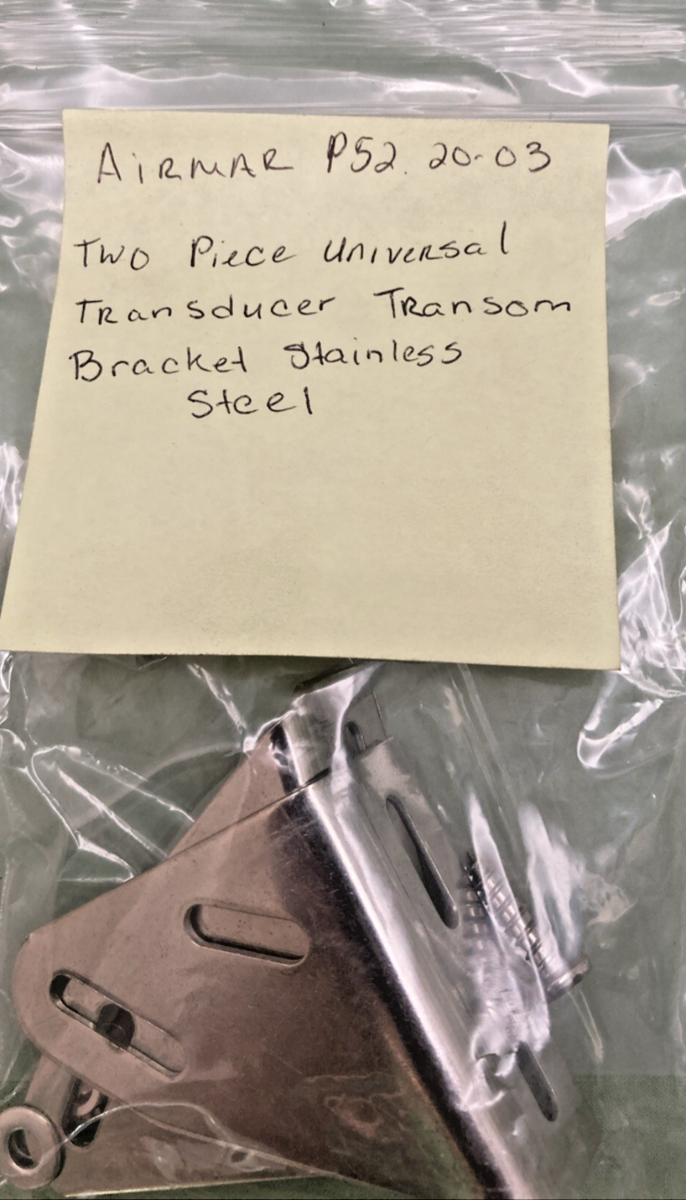 AiRMAR P52. 20-03
Two Piece Universal
TRansducer TRansom
Bracket Stainless
Steel